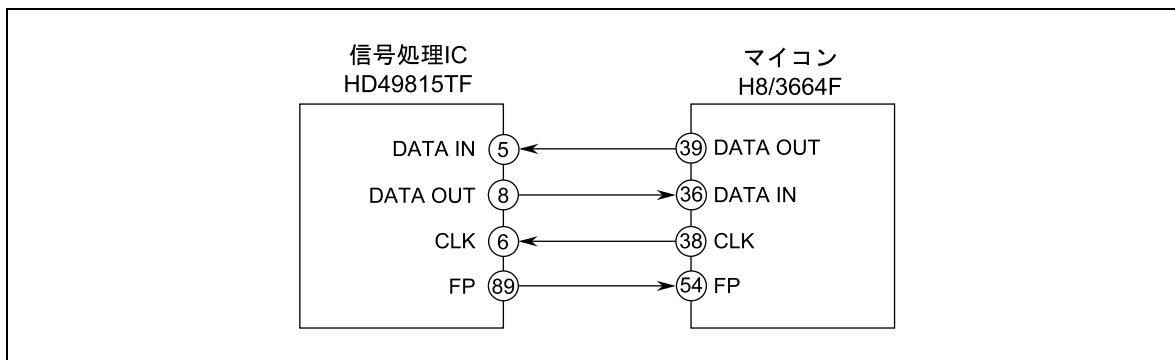 信号処理IC
HD49815TF
マイコン
H8/3664F
DATA IN 5 39 DATA OUT
DATA OUT 8 36 DATA IN
CLK 6 38 CLK
FP 89 54 FP